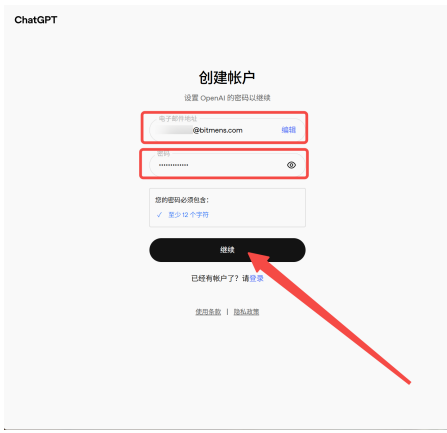 ChatGPT
创建帐户
设置 OpenAI 的密码以继续
电子邮件地址
@bitmens.com 编辑
密码
•••••••••••••
您的密码必须包含：
✓ 至少 12 个字符
继续
已经有帐户了？请登录
使用条款 | 隐私政策